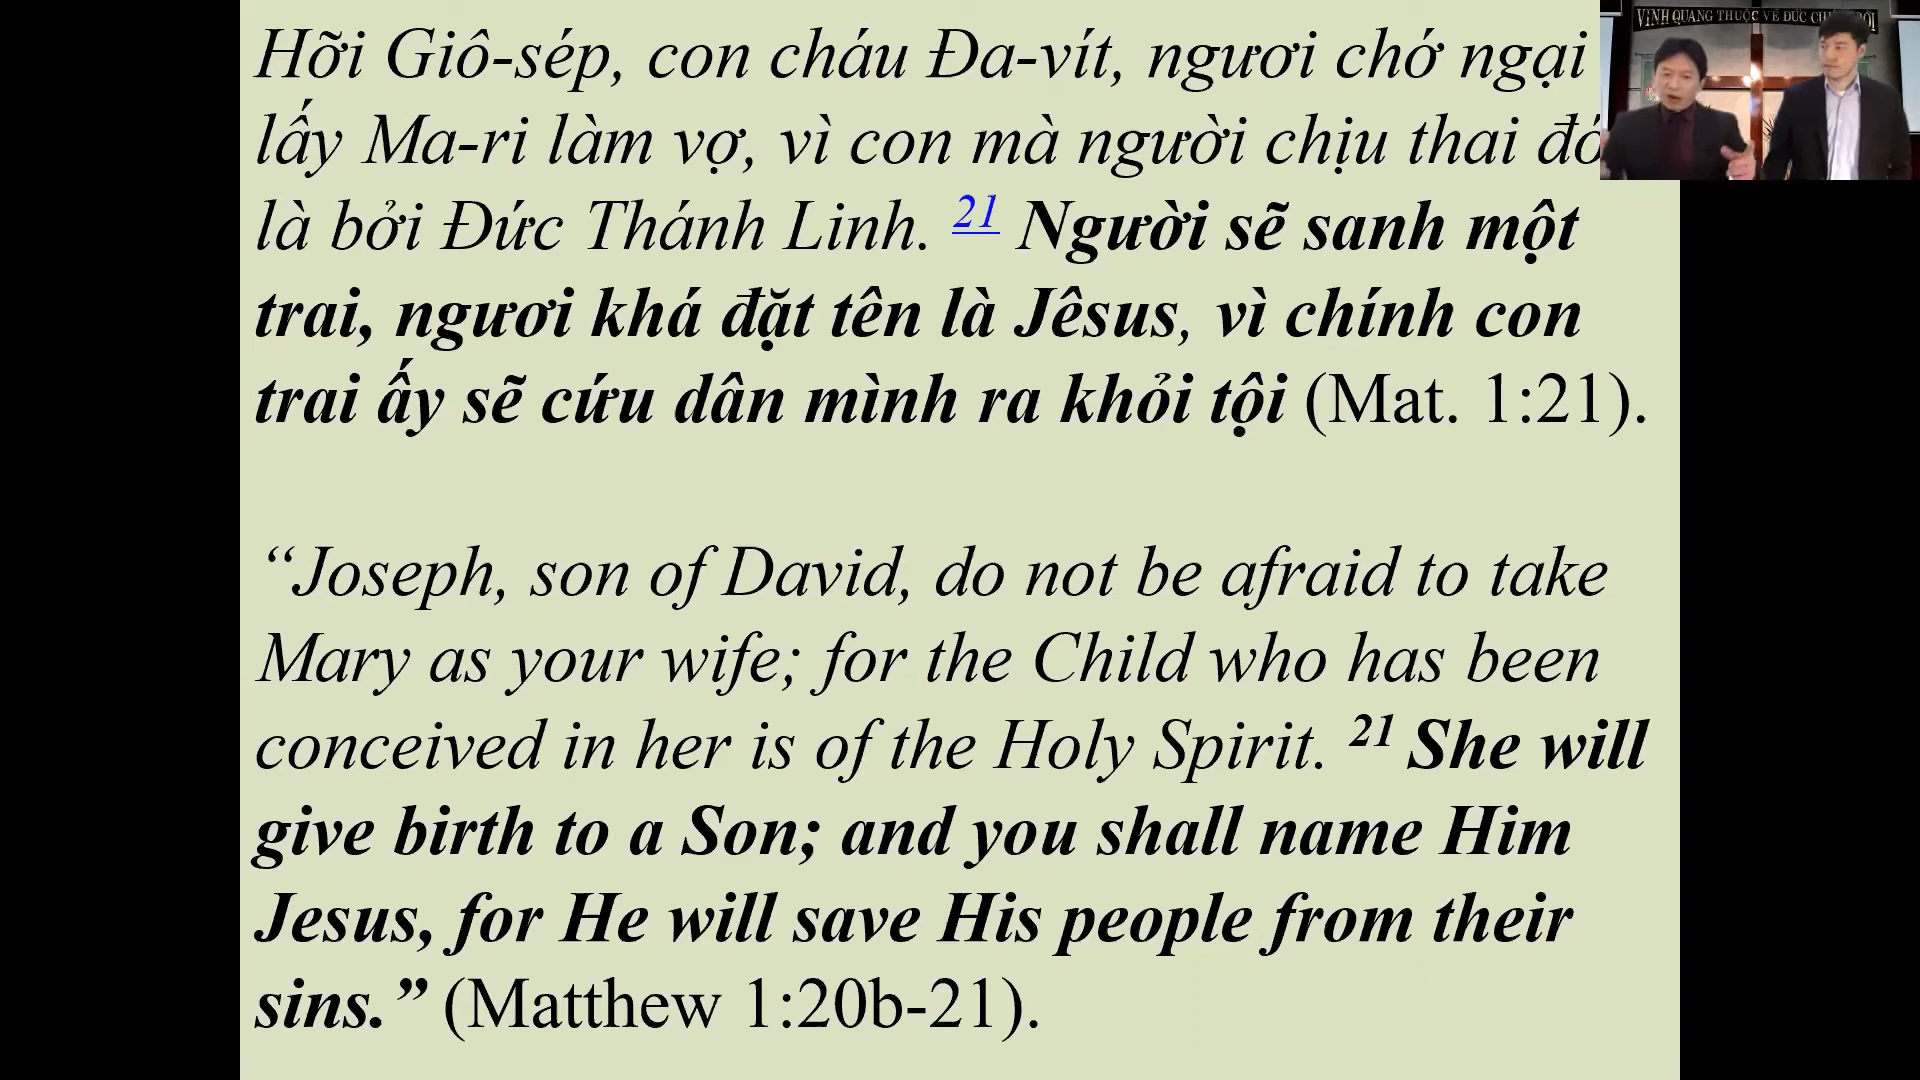 Hỡi Giô-sép, con cháu Đa-vít, ngươi chớ ngại
lấy Ma-ri làm vợ, vì con mà người chịu thai đó
là bởi Đức Thánh Linh. 21 Người sẽ sanh một
trai, ngươi khá đặt tên là Jêsus, vì chính con
trai ấy sẽ cứu dân mình ra khỏi tội (Mat. 1:21).
“Joseph, son of David, do not be afraid to take
Mary as your wife; for the Child who has been
conceived in her is of the Holy Spirit. 21 She will
give birth to a Son; and you shall name Him
Jesus, for He will save His people from their
sins.” (Matthew 1:20b-21).
VINH QUANG THUỘC VỀ ĐỨC